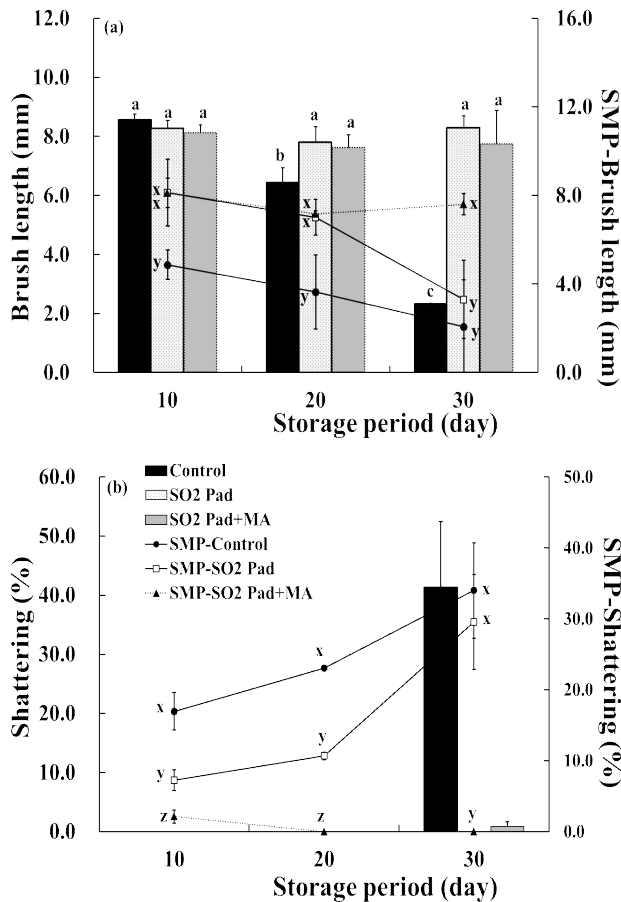 (a)
12.0
10.0
8.0
6.0
4.0
2.0
0.0
Brush length (mm)
16.0
12.0
8.0
4.0
0.0
SMP-Brush length (mm)
a a a
a a
b
a a
c
x
x
y
x
x
y
x
y
y
10 20 30
Storage period (day)
(b)
Control
SO2 Pad
SO2 Pad+MA
SMP-Control
SMP-SO2 Pad
SMP-SO2 Pad+MA
60.0
50.0
40.0
30.0
20.0
10.0
0.0
Shattering (%)
50.0
40.0
30.0
20.0
10.0
0.0
SMP-Shattering (%)
x
y
z
x
y
z
x
x
y
10 20 30
Storage period (day)